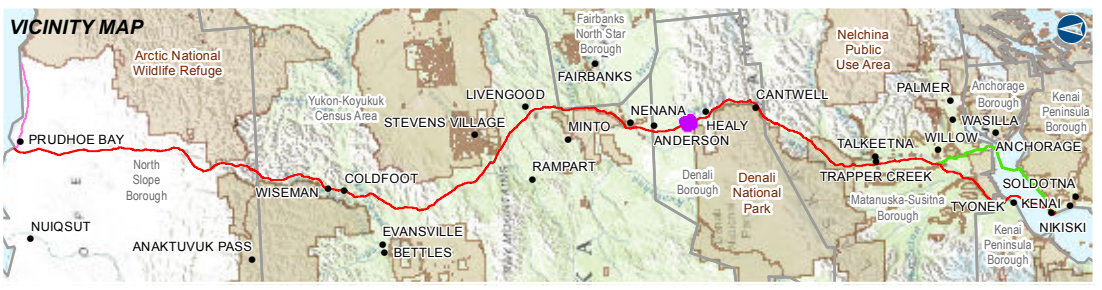 VICINITY MAP
Arctic National
Wildlife Refuge
Fairbanks
North Star
Borough
FAIRBANKS
Nelchina
Public
Use Area
PALMER
Anchorage
Borough
Kenai
Peninsula
Borough
WASILLA
Yukon-Koyukuk
Census Area
LIVENGOOD
STEVENS VILLAGE
NENANA
CANTWELL
MINTO
HEALY
ANDERSON
WILLOW
ANCHORAGE
TALKEETNA
PRUDHOE BAY
North
Slope
Borough
RAMPART
TRAPPER CREEK
Denali
Borough
Denali
National
Park
WISEMAN
COLDFOOT
SOLDOTNA
Matanuska-Susitna
Borough
TYONEK
KENAI
NIKISKI
NUIQSUT
ANAKTUVUK PASS
EVANSVILLE
BETTLES
Kenai
Peninsula
Borough